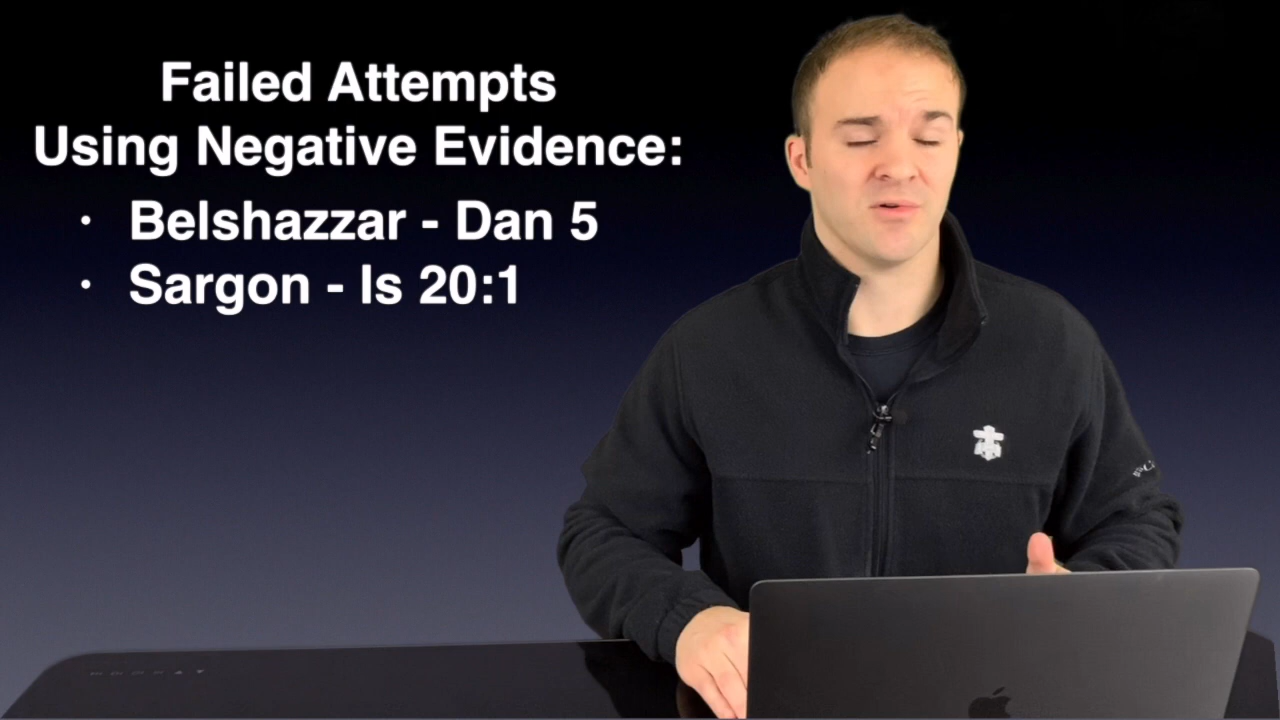 Failed Attempts
Using Negative Evidence:
• Belshazzar - Dan 5
• Sargon - Is 20:1